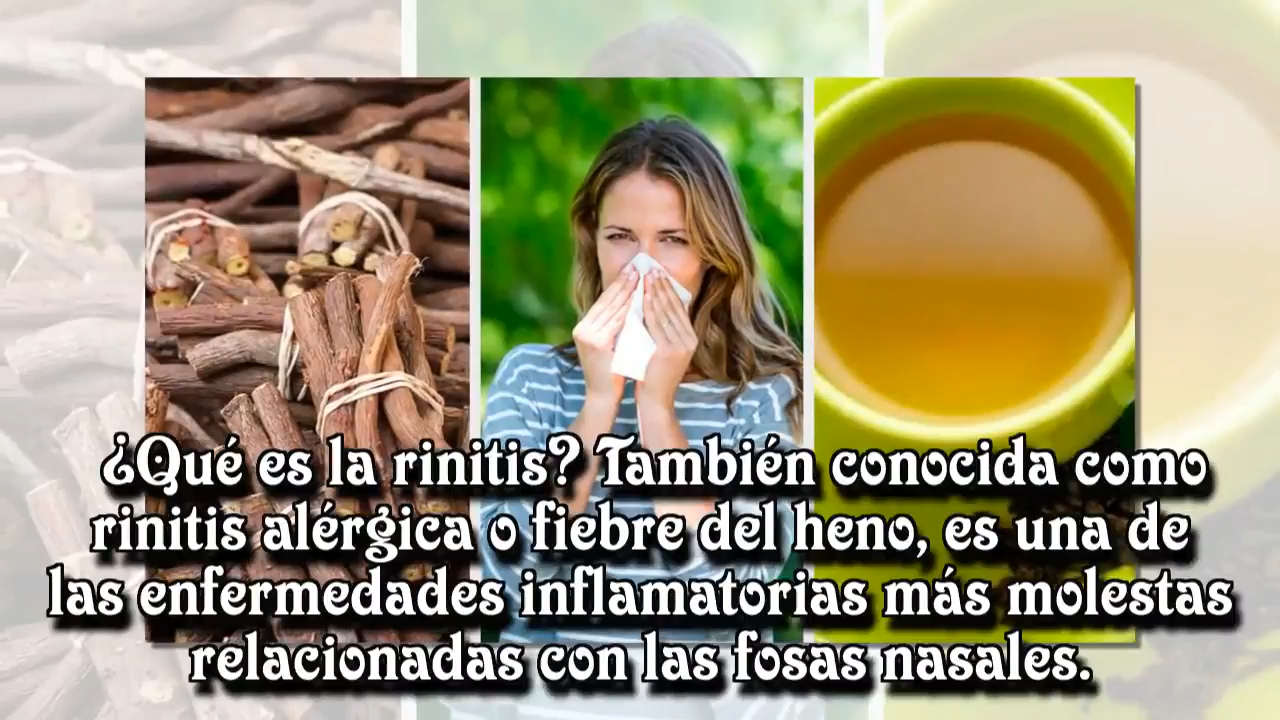 ¿Qué es la rinitis? También conocida como
rinitis alérgica o fiebre del heno, es una de
las enfermedades inflamatorias más molestas
relacionadas con las fosas nasales.